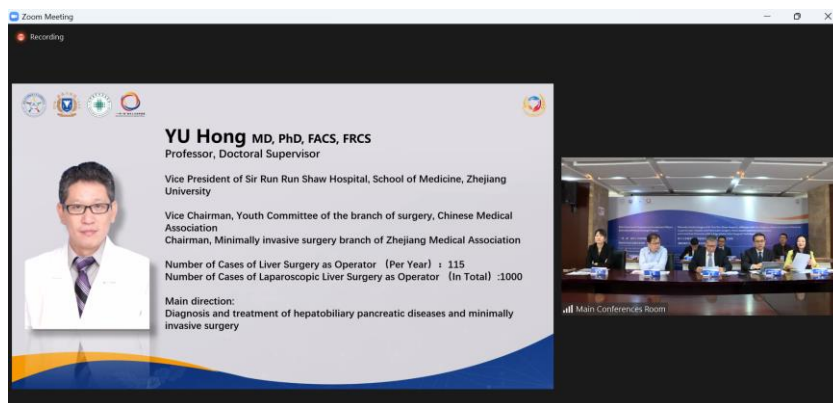 Zoom Meeting
Recording
YU Hong MD, PhD, FACS, FRCS
Professor, Doctoral Supervisor
Vice President of Sir Run Run Shaw Hospital, School of Medicine, Zhejiang
University
Vice Chairman, Youth Committee of the branch of surgery, Chinese Medical
Association
Chairman, Minimally invasive surgery branch of Zhejiang Medical Association
Number of Cases of Liver Surgery as Operator （Per Year）：115
Number of Cases of Laparoscopic Liver Surgery as Operator （In Total）:1000
Main direction:
Diagnosis and treatment of hepatobiliary pancreatic diseases and minimally
invasive surgery
Main Conferences Room